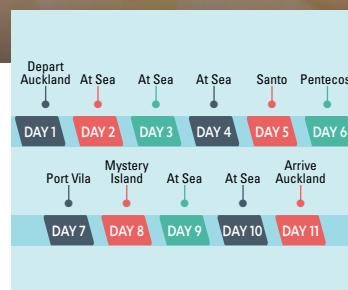 Depart
Auckland At Sea At Sea At Sea Santo Pentecos
DAY 1 DAY 2 DAY 3 DAY 4 DAY 5 DAY 6
Mystery Arrive
Port Vila Island At Sea At Sea Auckland
DAY 7 DAY 8 DAY 9 DAY 10 DAY 11